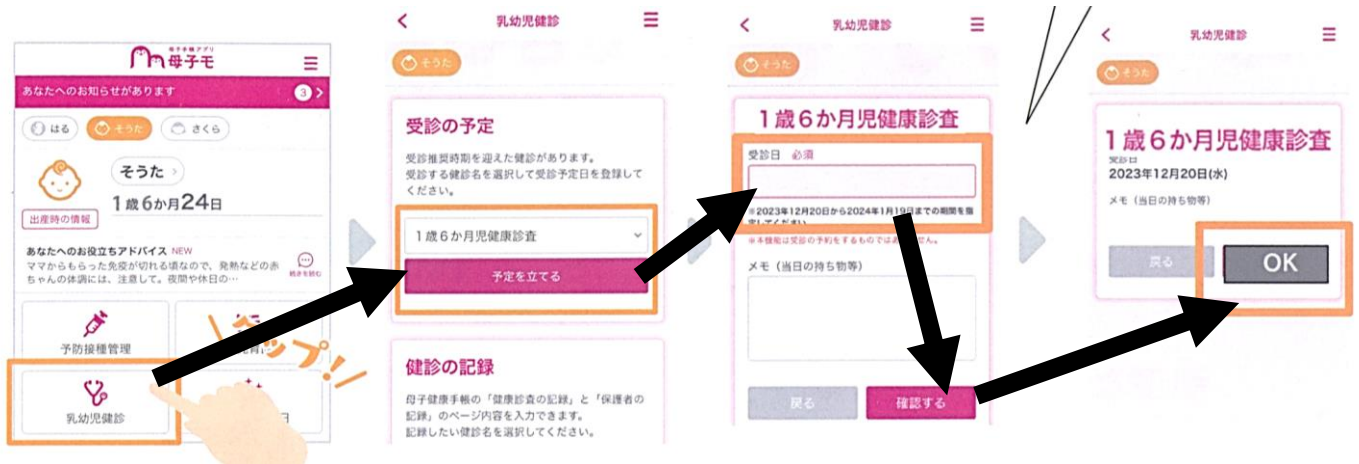 母子手帳アプリ
母子モ
あなたへのお知らせがあります
3
はる
そうた
さくら
そうた
1歳6か月24日
出産時の情報
あなたへのお役立ちアドバイス NEW
ママからもらった免疫が切れる頃なので、発熱などの赤
ちゃんの体調には、注意して。夜間や休日の…
続きを読む
予防接種管理
タップ!
乳幼児健診
日
乳幼児健診
そうた
受診の予定
受診推奨時期を迎えた健診があります。
受診する健診名を選択して受診予定日を登録して
ください。
1歳6か月児健康診査
予定を立てる
健診の記録
母子健康手帳の「健康診査の記録」と「保護者の
記録」のページ内容を入力できます。
記録したい健診名を選択してください。
乳幼児健診
そうた
1歳6か月児健康診査
受診日 必須
※2023年12月20日から2024年1月19日までの期間を指
定してください
※本機能は受診の予約をするものではありません。
メモ（当日の持ち物等）
戻る
確認する
乳幼児健診
そうた
1歳6か月児健康診査
受診日
2023年12月20日(水)
メモ（当日の持ち物等）
戻る
OK